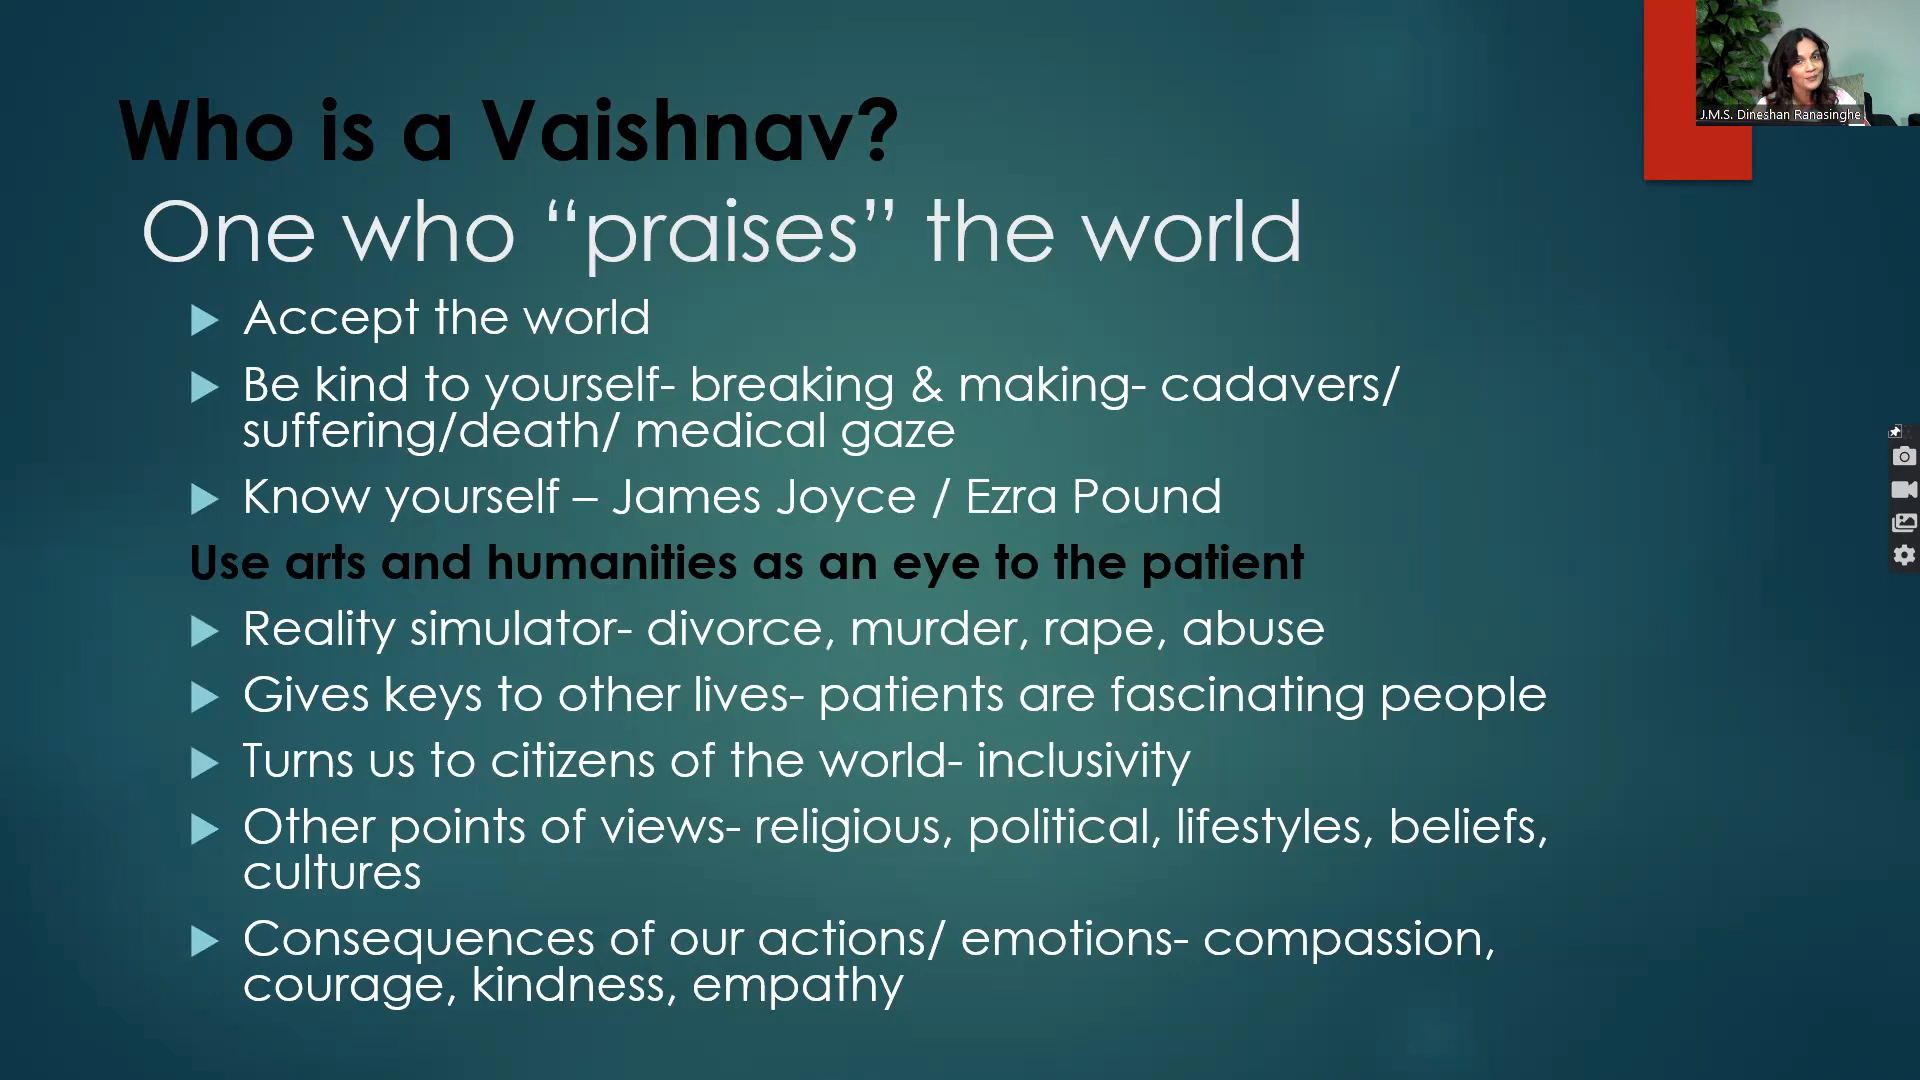 J.M.S. Dineshan Ranasinghe
Who is a Vaishnav?
One who “praises” the world
Accept the world
Be kind to yourself- breaking & making- cadavers/
suffering/death/ medical gaze
Know yourself – James Joyce / Ezra Pound
Use arts and humanities as an eye to the patient
Reality simulator- divorce, murder, rape, abuse
Gives keys to other lives- patients are fascinating people
Turns us to citizens of the world- inclusivity
Other points of views- religious, political, lifestyles, beliefs,
cultures
Consequences of our actions/ emotions- compassion,
courage, kindness, empathy